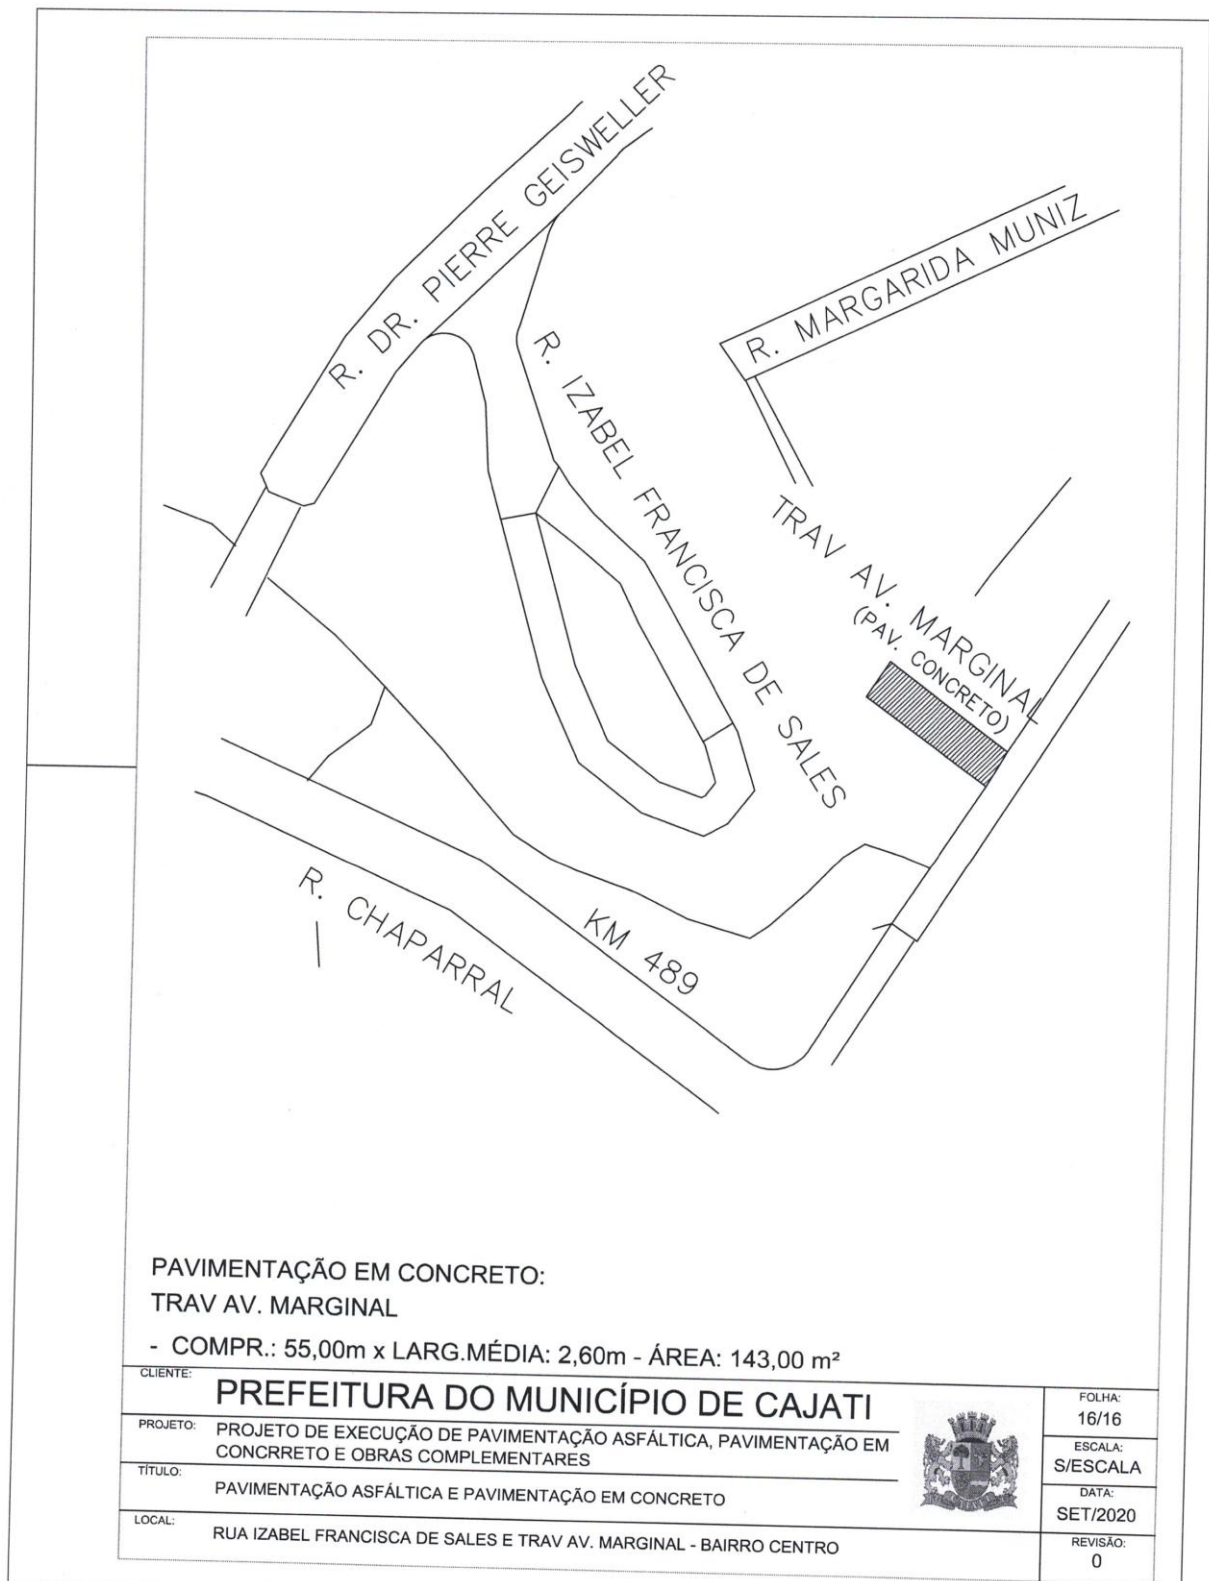 R. DR. PIERRE GEISWELLER
R. MARGARIDA MUNIZ
R. IZABEL FRANCISCA DE SALES
TRAV AV. MARGINAL
(PAV. CONCRETO)
KM 489
R. CHAPARRAL
PAVIMENTAÇÃO EM CONCRETO:
TRAV AV. MARGINAL
- COMPR.: 55,00m x LARG.MÉDIA: 2,60m - ÁREA: 143,00 m²
CLIENTE:
PREFEITURA DO MUNICÍPIO DE CAJATI
PROJETO:
PROJETO DE EXECUÇÃO DE PAVIMENTAÇÃO ASFÁLTICA, PAVIMENTAÇÃO EM
CONCRRETO E OBRAS COMPLEMENTARES
TÍTULO:
PAVIMENTAÇÃO ASFÁLTICA E PAVIMENTAÇÃO EM CONCRETO
LOCAL:
RUA IZABEL FRANCISCA DE SALES E TRAV AV. MARGINAL - BAIRRO CENTRO
FOLHA:
16/16
ESCALA:
S/ESCALA
DATA:
SET/2020
REVISÃO:
0